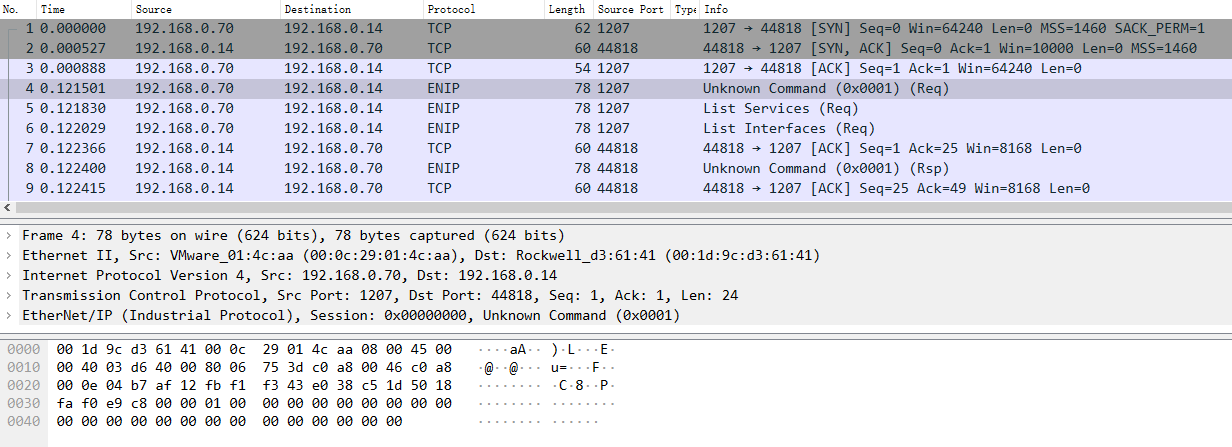 No. Time Source Destination Protocol Length Source Port Type Info
1 0.000000 192.168.0.70 192.168.0.14 TCP 62 1207 1207 → 44818 [SYN] Seq=0 Win=64240 Len=0 MSS=1460 SACK_PERM=1
2 0.000527 192.168.0.14 192.168.0.70 TCP 60 44818 44818 → 1207 [SYN, ACK] Seq=0 Ack=1 Win=10000 Len=0 MSS=1460
3 0.000888 192.168.0.70 192.168.0.14 TCP 54 1207 1207 → 44818 [ACK] Seq=1 Ack=1 Win=64240 Len=0
4 0.121501 192.168.0.70 192.168.0.14 ENIP 78 1207 Unknown Command (0x0001) (Req)
5 0.121830 192.168.0.70 192.168.0.14 ENIP 78 1207 List Services (Req)
6 0.122029 192.168.0.70 192.168.0.14 ENIP 78 1207 List Interfaces (Req)
7 0.122366 192.168.0.14 192.168.0.70 TCP 60 44818 44818 → 1207 [ACK] Seq=1 Ack=25 Win=8168 Len=0
8 0.122400 192.168.0.14 192.168.0.70 ENIP 78 44818 Unknown Command (0x0001) (Rsp)
9 0.122415 192.168.0.14 192.168.0.70 TCP 60 44818 44818 → 1207 [ACK] Seq=25 Ack=49 Win=8168 Len=0
Frame 4: 78 bytes on wire (624 bits), 78 bytes captured (624 bits)
Ethernet II, Src: VMware_01:4c:aa (00:0c:29:01:4c:aa), Dst: Rockwell_d3:61:41 (00:1d:9c:d3:61:41)
Internet Protocol Version 4, Src: 192.168.0.70, Dst: 192.168.0.14
Transmission Control Protocol, Src Port: 1207, Dst Port: 44818, Seq: 1, Ack: 1, Len: 24
EtherNet/IP (Industrial Protocol), Session: 0x00000000, Unknown Command (0x0001)
0000 00 1d 9c d3 61 41 00 0c 29 01 4c aa 08 00 45 00 ····aA·· )·L···E·
0010 00 40 03 d6 40 00 80 06 75 3d c0 a8 00 46 c0 a8 ·@··@··· u=···F··
0020 00 0e 04 b7 af 12 fb f1 f3 43 e0 38 c5 1d 50 18 ········ ·C·8··P·
0030 fa f0 e9 c8 00 00 01 00 00 00 00 00 00 00 00 00 ········ ········
0040 00 00 00 00 00 00 00 00 00 00 00 00 00 00 ········ ······